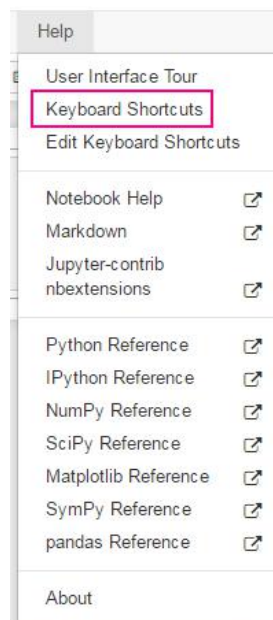 Help
User Interface Tour
Keyboard Shortcuts
Edit Keyboard Shortcuts
Notebook Help
Markdown
Jupyter-contrib
nbextensions
Python Reference
IPython Reference
NumPy Reference
SciPy Reference
Matplotlib Reference
SymPy Reference
pandas Reference
About